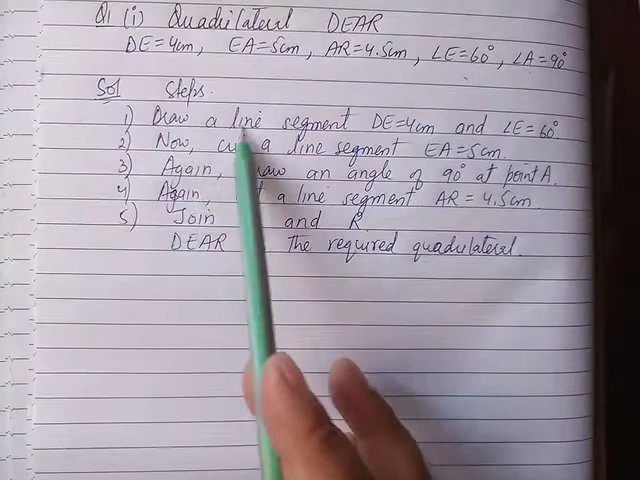 Q1 (i) Quadrilateral DEAR
DE=4cm, EA=5cm, AR=4.5cm, ∠E=60°, ∠A=90°
Sol Steps.
1) Draw a line segment DE=4cm and ∠E=60°
2) Now, a line segment EA=5cm.
3) Again, an angle of 90° at point A.
4) Again, a line segment AR = 4.5cm
5) Join and R
DEAR the required quadrilateral.